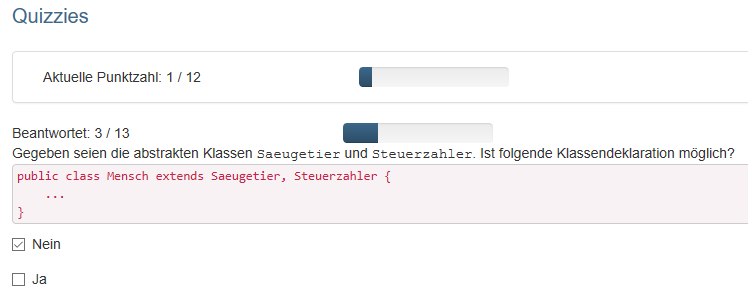 Quizzies
Aktuelle Punktzahl: 1 / 12
Beantwortet: 3 / 13
Gegeben seien die abstrakten Klassen Saeugetier und Steuerzahler. Ist folgende Klassendeklaration möglich?
public class Mensch extends Saeugetier, Steuerzahler {
    ...
}
Nein
Ja